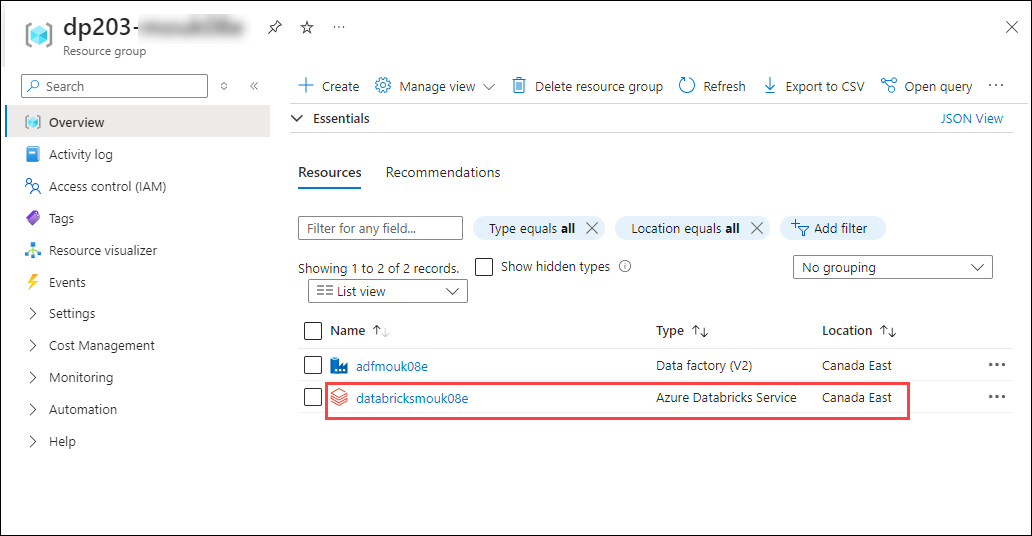 dp203-
Resource group
Search
Overview
Activity log
Access control (IAM)
Tags
Resource visualizer
Events
Settings
Cost Management
Monitoring
Automation
Help
Create Manage view Delete resource group Refresh Export to CSV Open query
Essentials JSON View
Resources Recommendations
Filter for any field... Type equals all Location equals all Add filter
Showing 1 to 2 of 2 records. Show hidden types No grouping
List view
Name Type Location
adfmouk08e Data factory (V2) Canada East
databricksmouk08e Azure Databricks Service Canada East